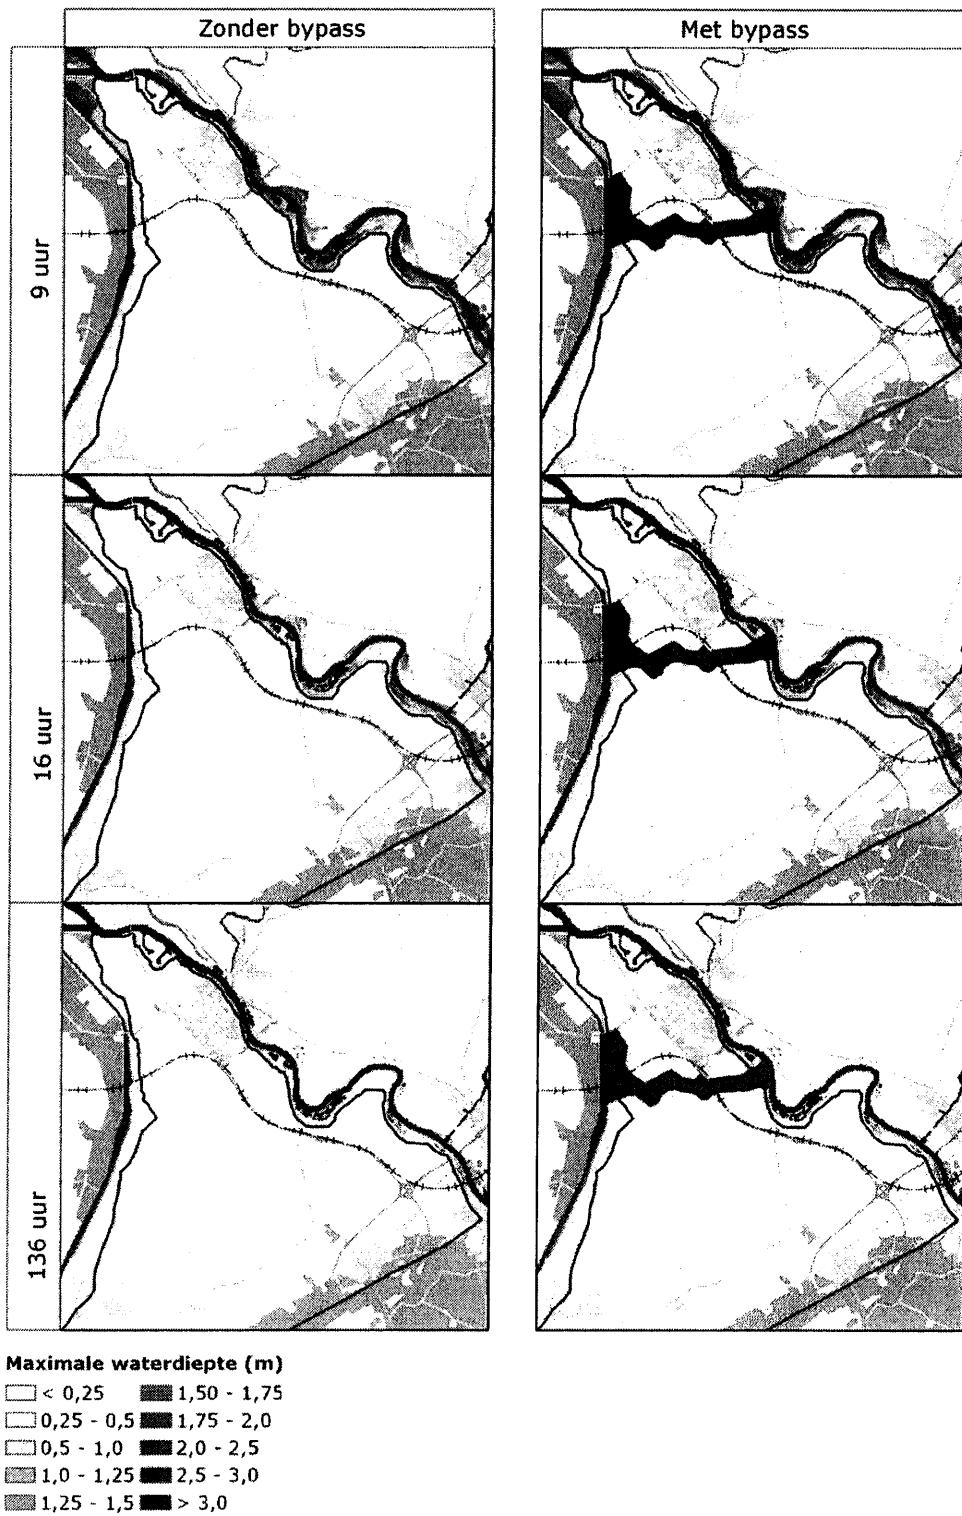 Zonder bypass
Met bypass
9 uur
16 uur
136 uur
Maximale waterdiepte (m)
< 0,25
1,50 - 1,75
0,25 - 0,5
1,75 - 2,0
0,5 - 1,0
2,0 - 2,5
1,0 - 1,25
2,5 - 3,0
1,25 - 1,5
> 3,0